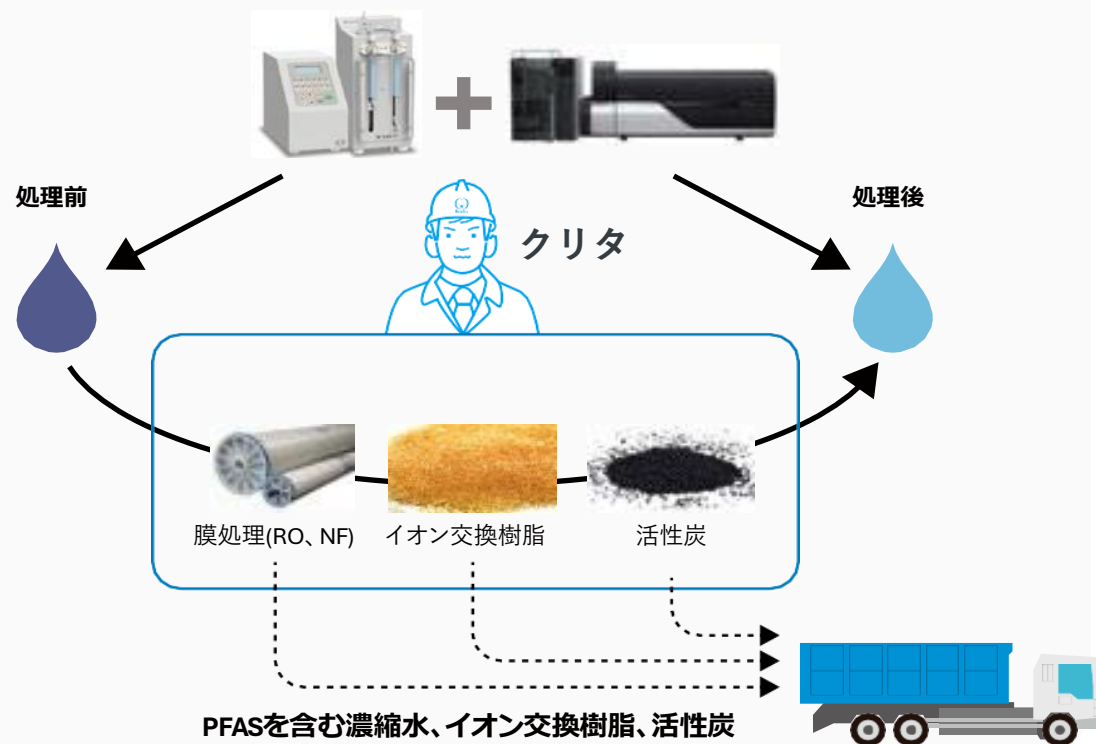 処理前
処理後
クリタ
膜処理(RO、NF)
イオン交換樹脂
活性炭
PFASを含む濃縮水、イオン交換樹脂、活性炭